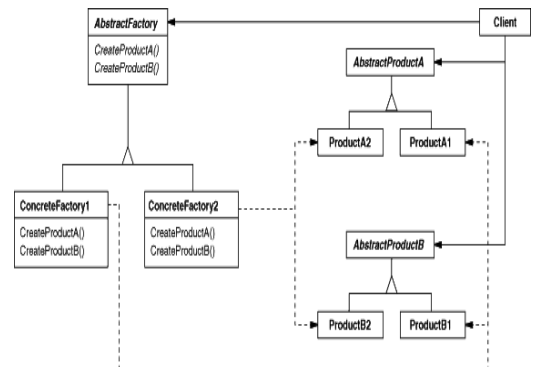 AbstractFactory
CreateProductA()
CreateProductB()
Client
AbstractProductA
ProductA2
ProductA1
ConcreteFactory1
CreateProductA()
CreateProductB()
ConcreteFactory2
CreateProductA()
CreateProductB()
AbstractProductB
ProductB2
ProductB1